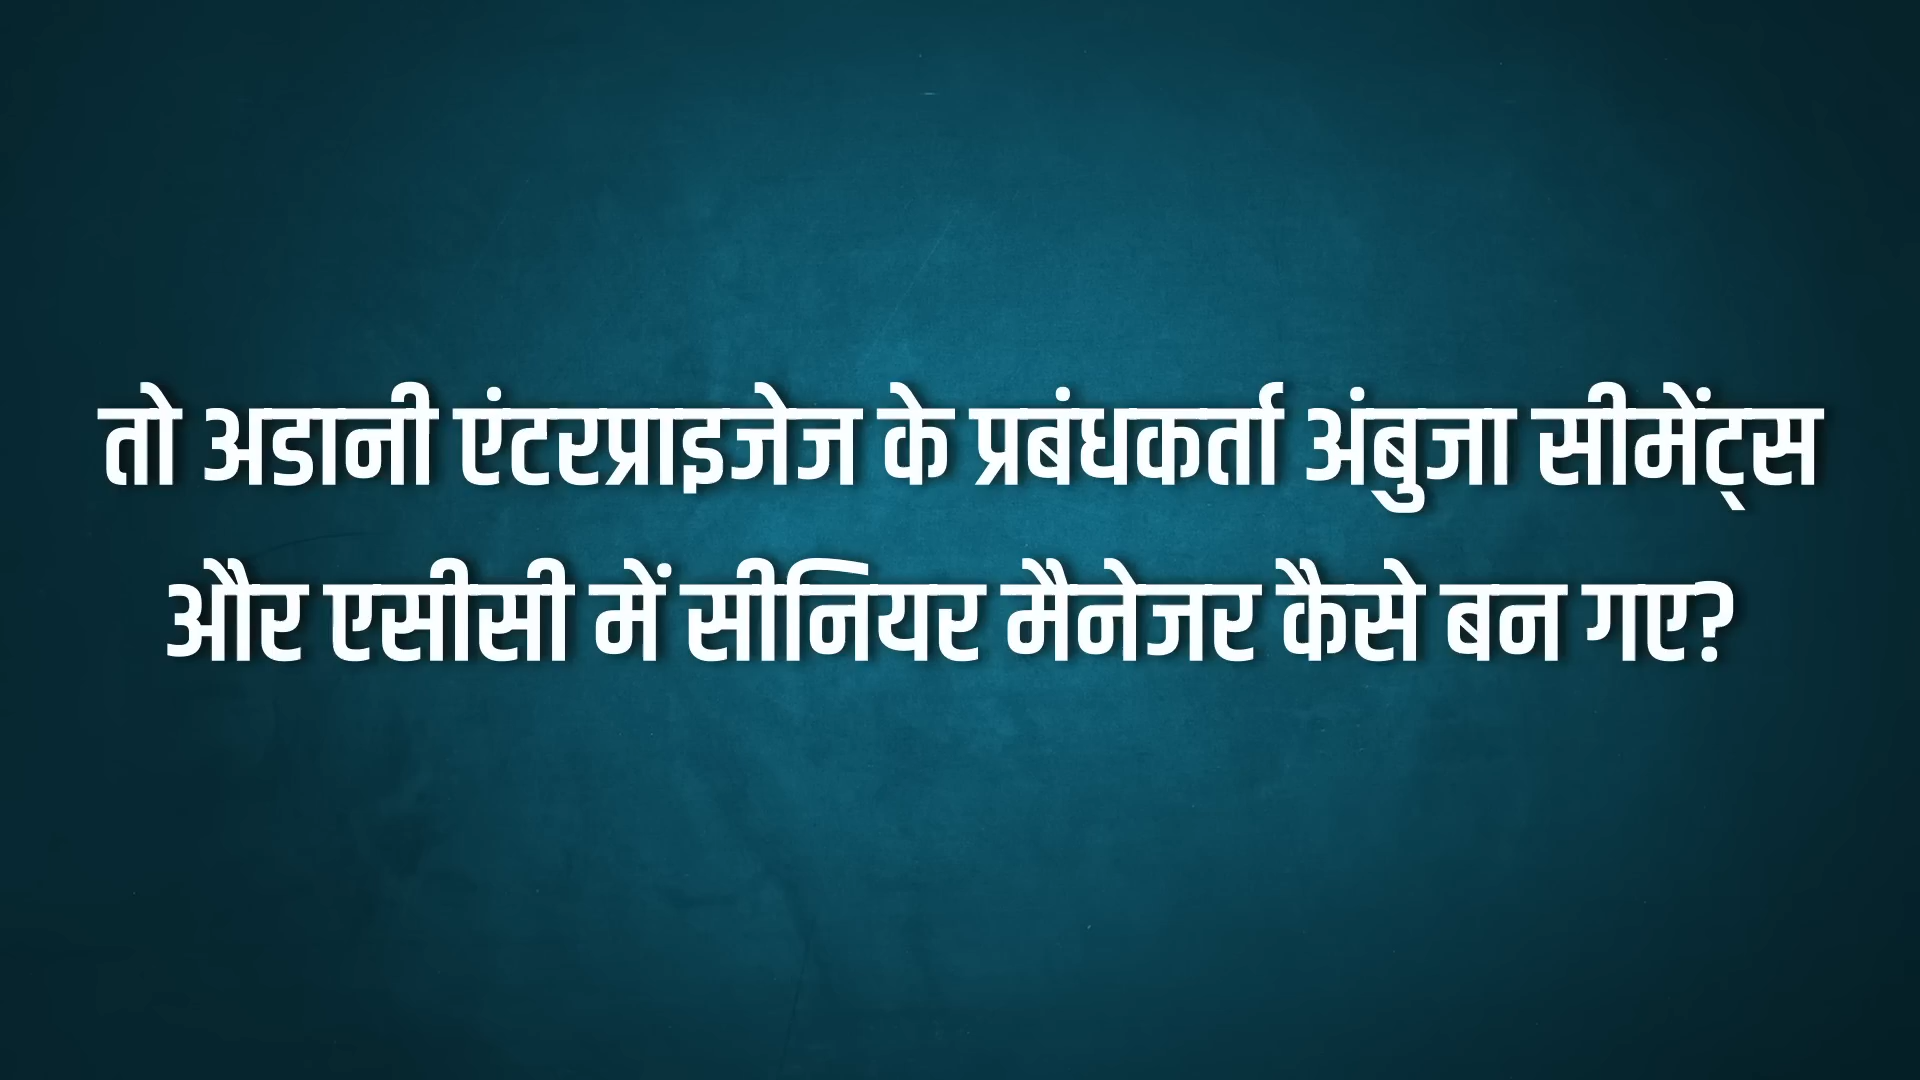 तो अडानी एंटरप्राइजेज के प्रबंधकर्ता अंबुजा सीमेंट्स
और एसीसी में सीनियर मैनेजर कैसे बन गए?